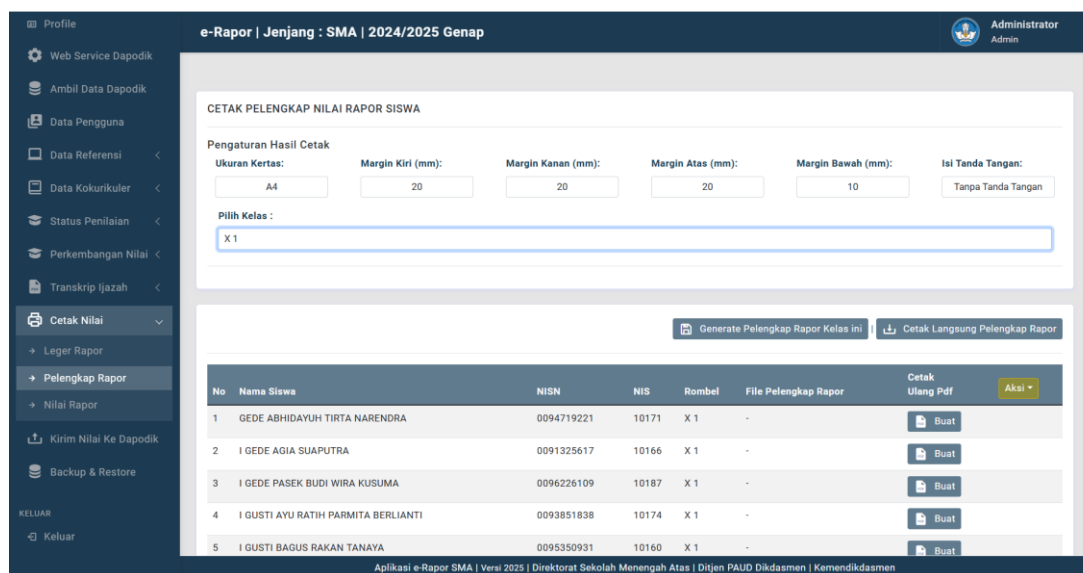 Profile
Web Service Dapodik
Ambil Data Dapodik
Data Pengguna
Data Referensi
Data Kokurikuler
Status Penilaian
Perkembangan Nilai
Transkrip Ijazah
Cetak Nilai
Leger Rapor
Pelengkap Rapor
Nilai Rapor
Kirim Nilai Ke Dapodik
Backup & Restore
KELUAR
Keluar
e-Rapor | Jenjang : SMA | 2024/2025 Genap
Administrator
Admin
CETAK PELENGKAP NILAI RAPOR SISWA
Pengaturan Hasil Cetak
Ukuran Kertas: Margin Kiri (mm): Margin Kanan (mm): Margin Atas (mm): Margin Bawah (mm): Isi Tanda Tangan:
A4 20 20 20 10 Tanpa Tanda Tangan
Pilih Kelas :
X 1
Generate Pelengkap Rapor Kelas ini | Cetak Langsung Pelengkap Rapor
No Nama Siswa NISN NIS Rombel File Pelengkap Rapor Cetak Ulang Pdf Aksi
1 GEDE ABHIDAYUH TIRTA NARENDRA 0094719221 10171 X 1 - Buat
2 I GEDE AGIA SUAPUTRA 0091325617 10166 X 1 - Buat
3 I GEDE PASEK BUDI WIRA KUSUMA 0096226109 10187 X 1 - Buat
4 I GUSTI AYU RATIH PARMITA BERLIANTI 0093851838 10174 X 1 - Buat
5 I GUSTI BAGUS RAKAN TANAYA 0095350931 10160 X 1 - Buat
Aplikasi e-Rapor SMA | Versi 2025 | Direktorat Sekolah Menengah Atas | Ditjen PAUD Dikdasmen | Kemendikdasmen